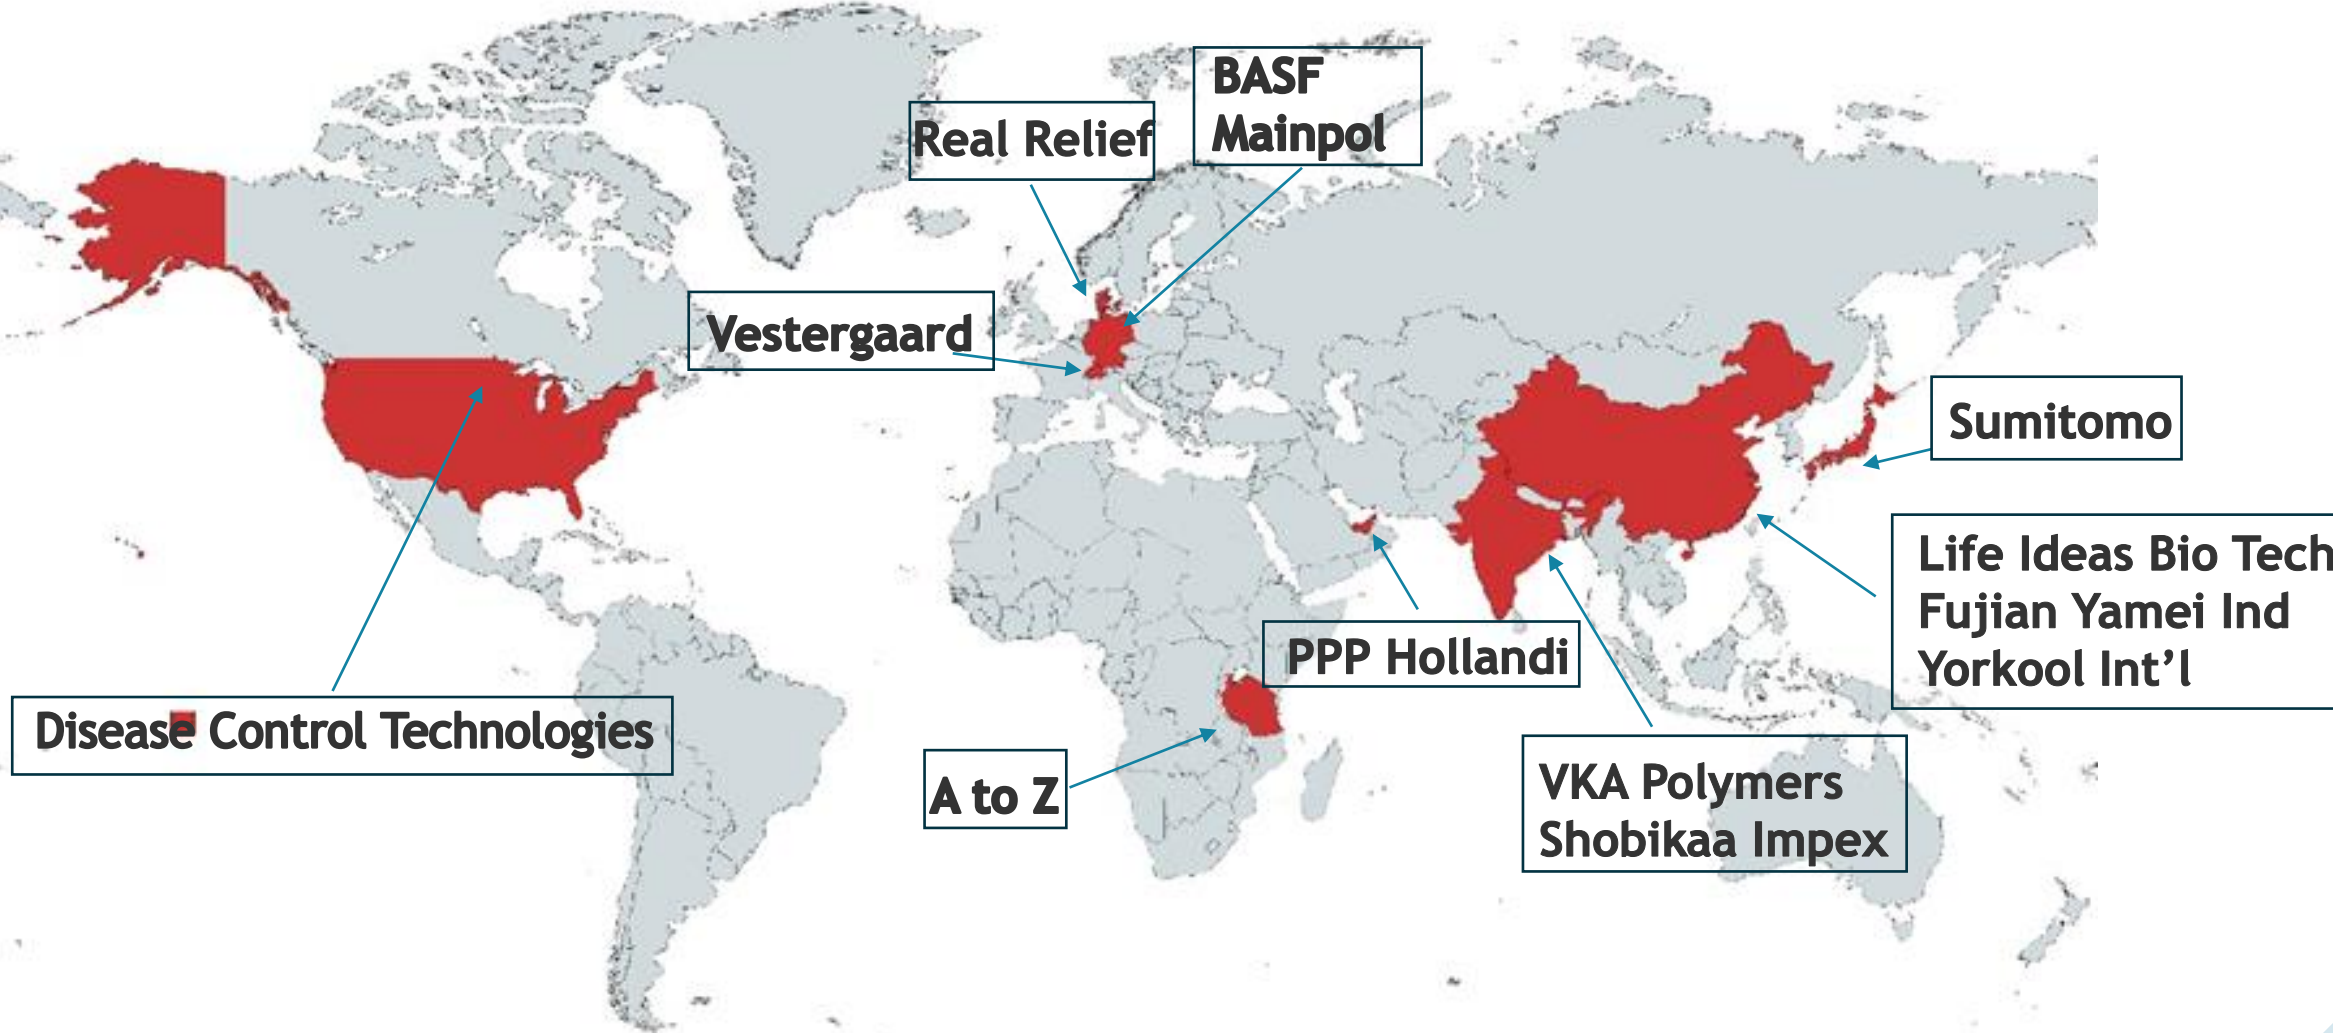 BASF
Mainpol
Real Relief
Vestergaard
Sumitomo
Life Ideas Bio Tech
Fujian Yamei Ind
Yorkool Int’l
PPP Hollandi
Disease Control Technologies
A to Z
VKA Polymers
Shobikaa Impex